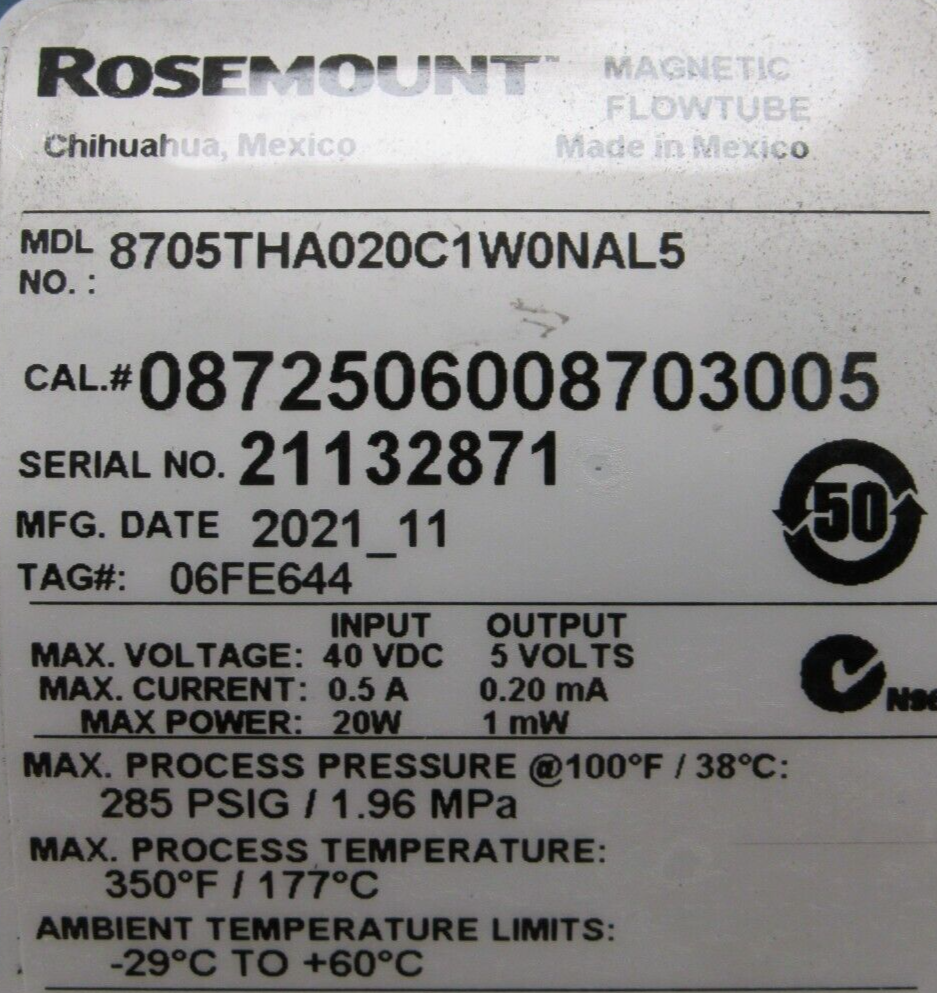 ROSEMOUNT™ MAGNETIC
FLOWTUBE
Chihuahua, Mexico Made in Mexico
MDL 8705THA020C1W0NAL5
NO. :
CAL.# 0872506008703005
SERIAL NO. 21132871
MFG. DATE 2021_11
TAG#: 06FE644
50
INPUT OUTPUT
MAX. VOLTAGE: 40 VDC 5 VOLTS
MAX. CURRENT: 0.5 A 0.20 mA
MAX POWER: 20W 1 mW
MAX. PROCESS PRESSURE @100°F / 38°C:
285 PSIG / 1.96 MPa
MAX. PROCESS TEMPERATURE:
350°F / 177°C
AMBIENT TEMPERATURE LIMITS:
-29°C TO +60°C